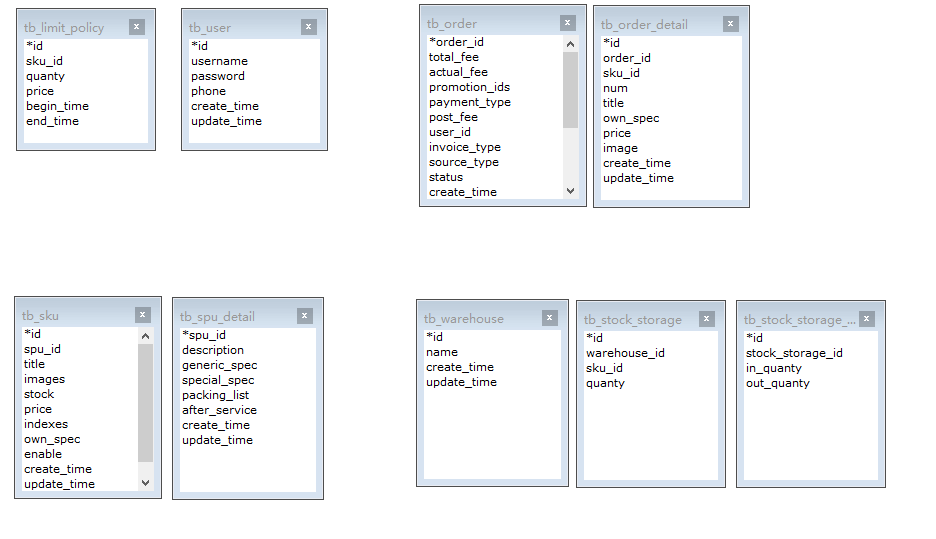 tb_limit_policy
*id
sku_id
quanty
price
begin_time
end_time
tb_user
*id
username
password
phone
create_time
update_time
tb_order
*order_id
total_fee
actual_fee
promotion_ids
payment_type
post_fee
user_id
invoice_type
source_type
status
create_time
tb_order_detail
*id
order_id
sku_id
num
title
own_spec
price
image
create_time
update_time
tb_sku
*id
spu_id
title
images
stock
price
indexes
own_spec
enable
create_time
update_time
tb_spu_detail
*spu_id
description
generic_spec
special_spec
packing_list
after_service
create_time
update_time
tb_warehouse
*id
name
create_time
update_time
tb_stock_storage
*id
warehouse_id
sku_id
quanty
tb_stock_storage_...
*id
stock_storage_id
in_quanty
out_quanty